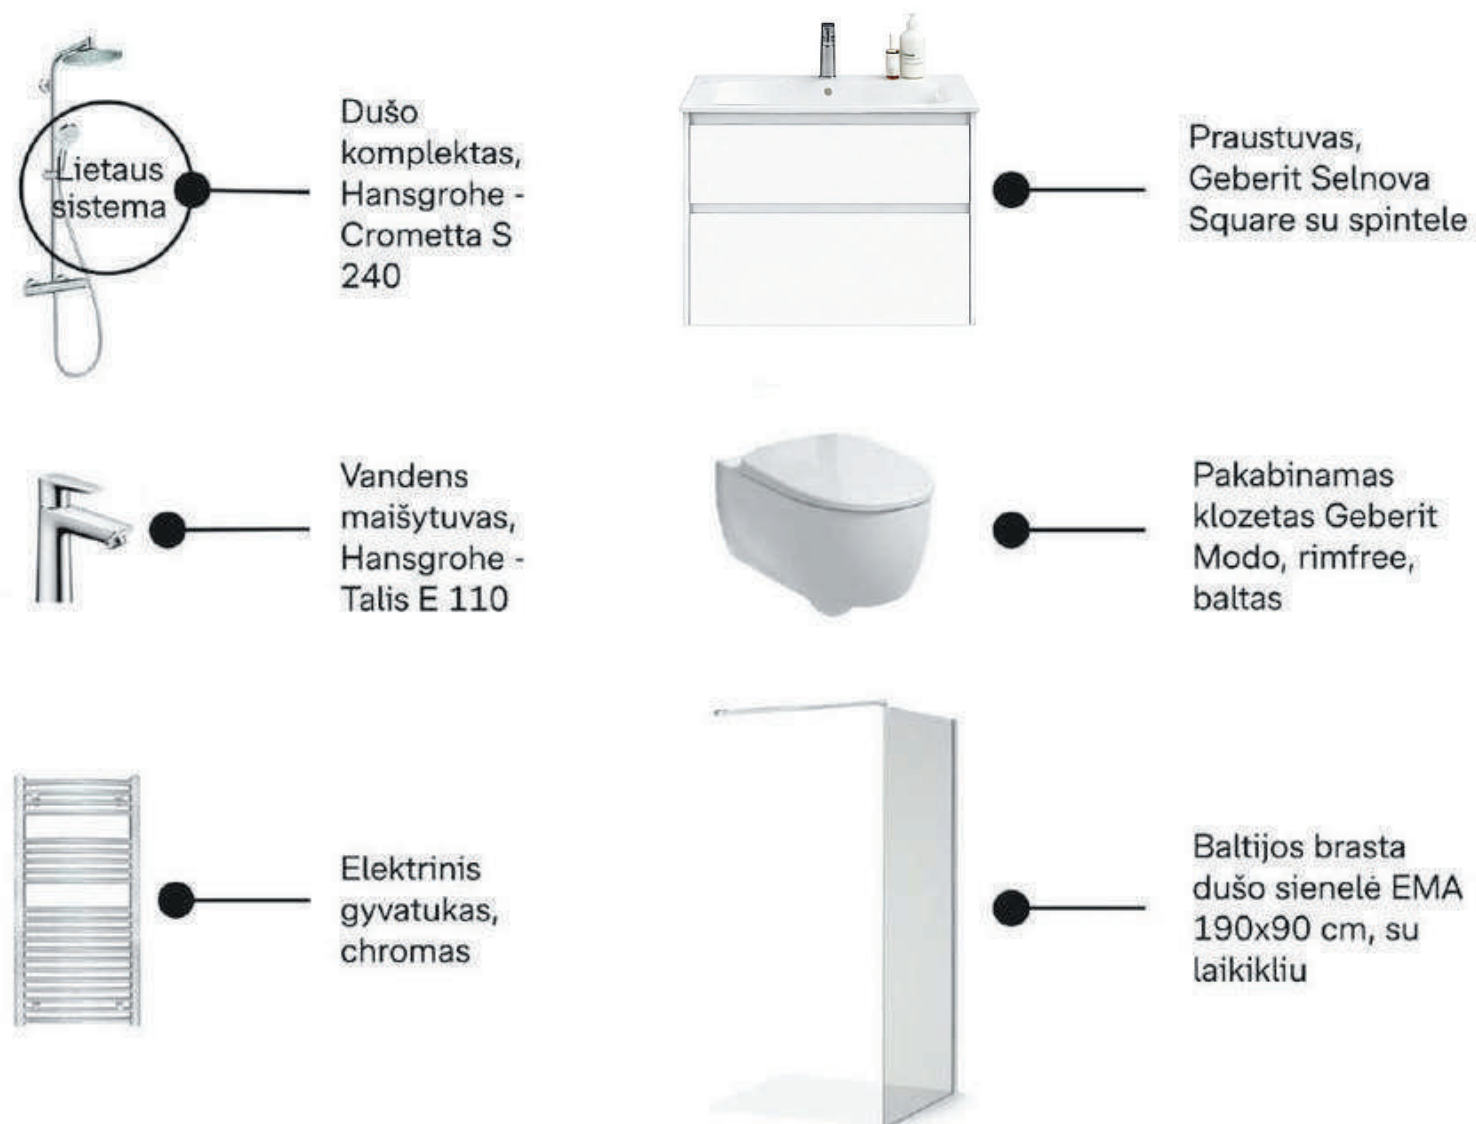 Lietaus
sistema
Dušo
komplektas,
Hansgrohe -
Crometta S
240
Praustuvas,
Geberit Selnova
Square su spintele
Vandens
maišytuvas,
Hansgrohe -
Talis E 110
Pakabinamas
klozetas Geberit
Modo, rimfree,
baltas
Elektrinis
gyvatukas,
chromas
Baltijos brasta
dušo sienelė EMA
190x90 cm, su
laikikliu